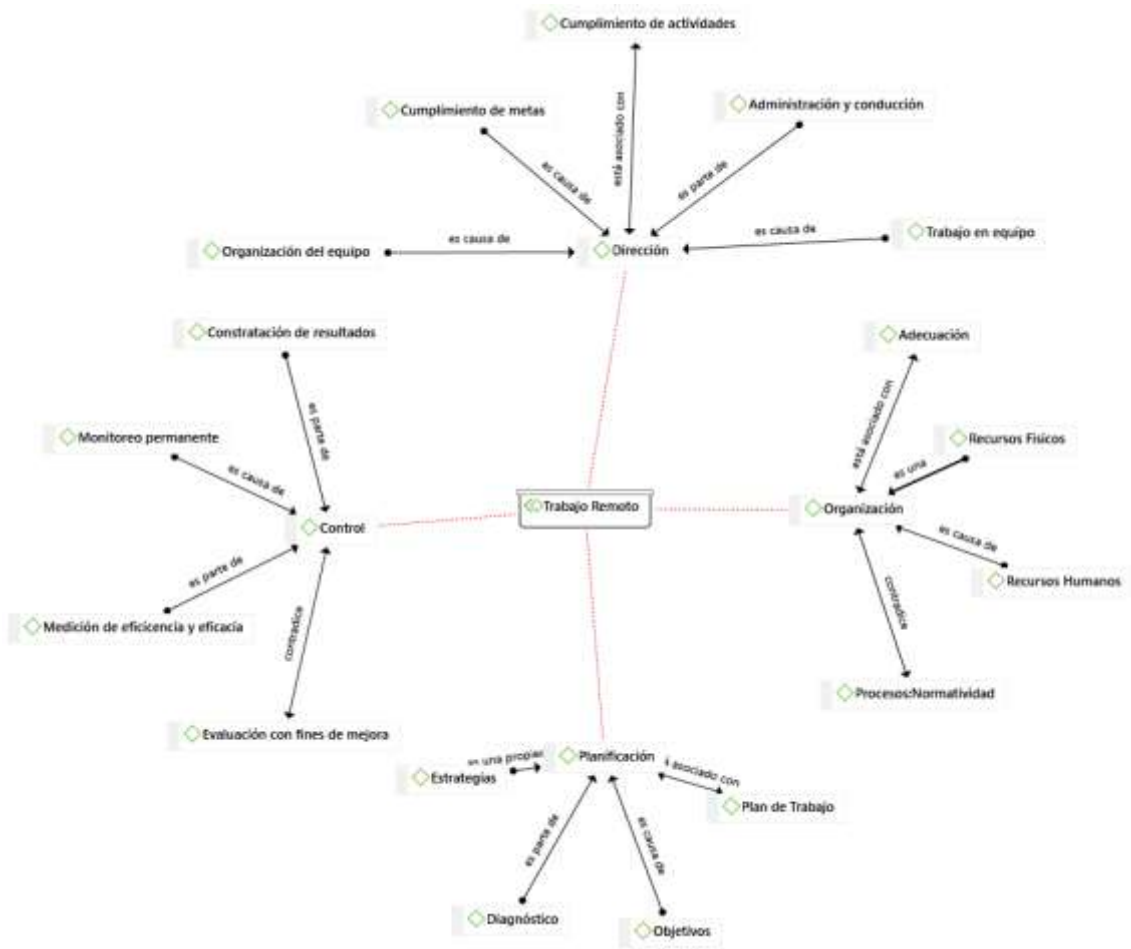 Cumplimiento de actividades
Cumplimiento de metas
Administración y conducción
está asociado con
es causa de
es parte de
Organización del equipo
es causa de
Dirección
es causa de
Trabajo en equipo
Constratación de resultados
Adecuación
es parte de
está asociado con
Monitoreo permanente
es causa de
Recursos Físicos
es una
Control
Trabajo Remoto
Organización
es causa de
Recursos Humanos
es parte de
Medición de eficicencia y eficacia
contradice
contradice
Procesos:Normatividad
Evaluación con fines de mejora
Planificación
es una propie
Estrategias
asociado con
Plan de Trabajo
es parte de
es causa de
Diagnóstico
Objetivos